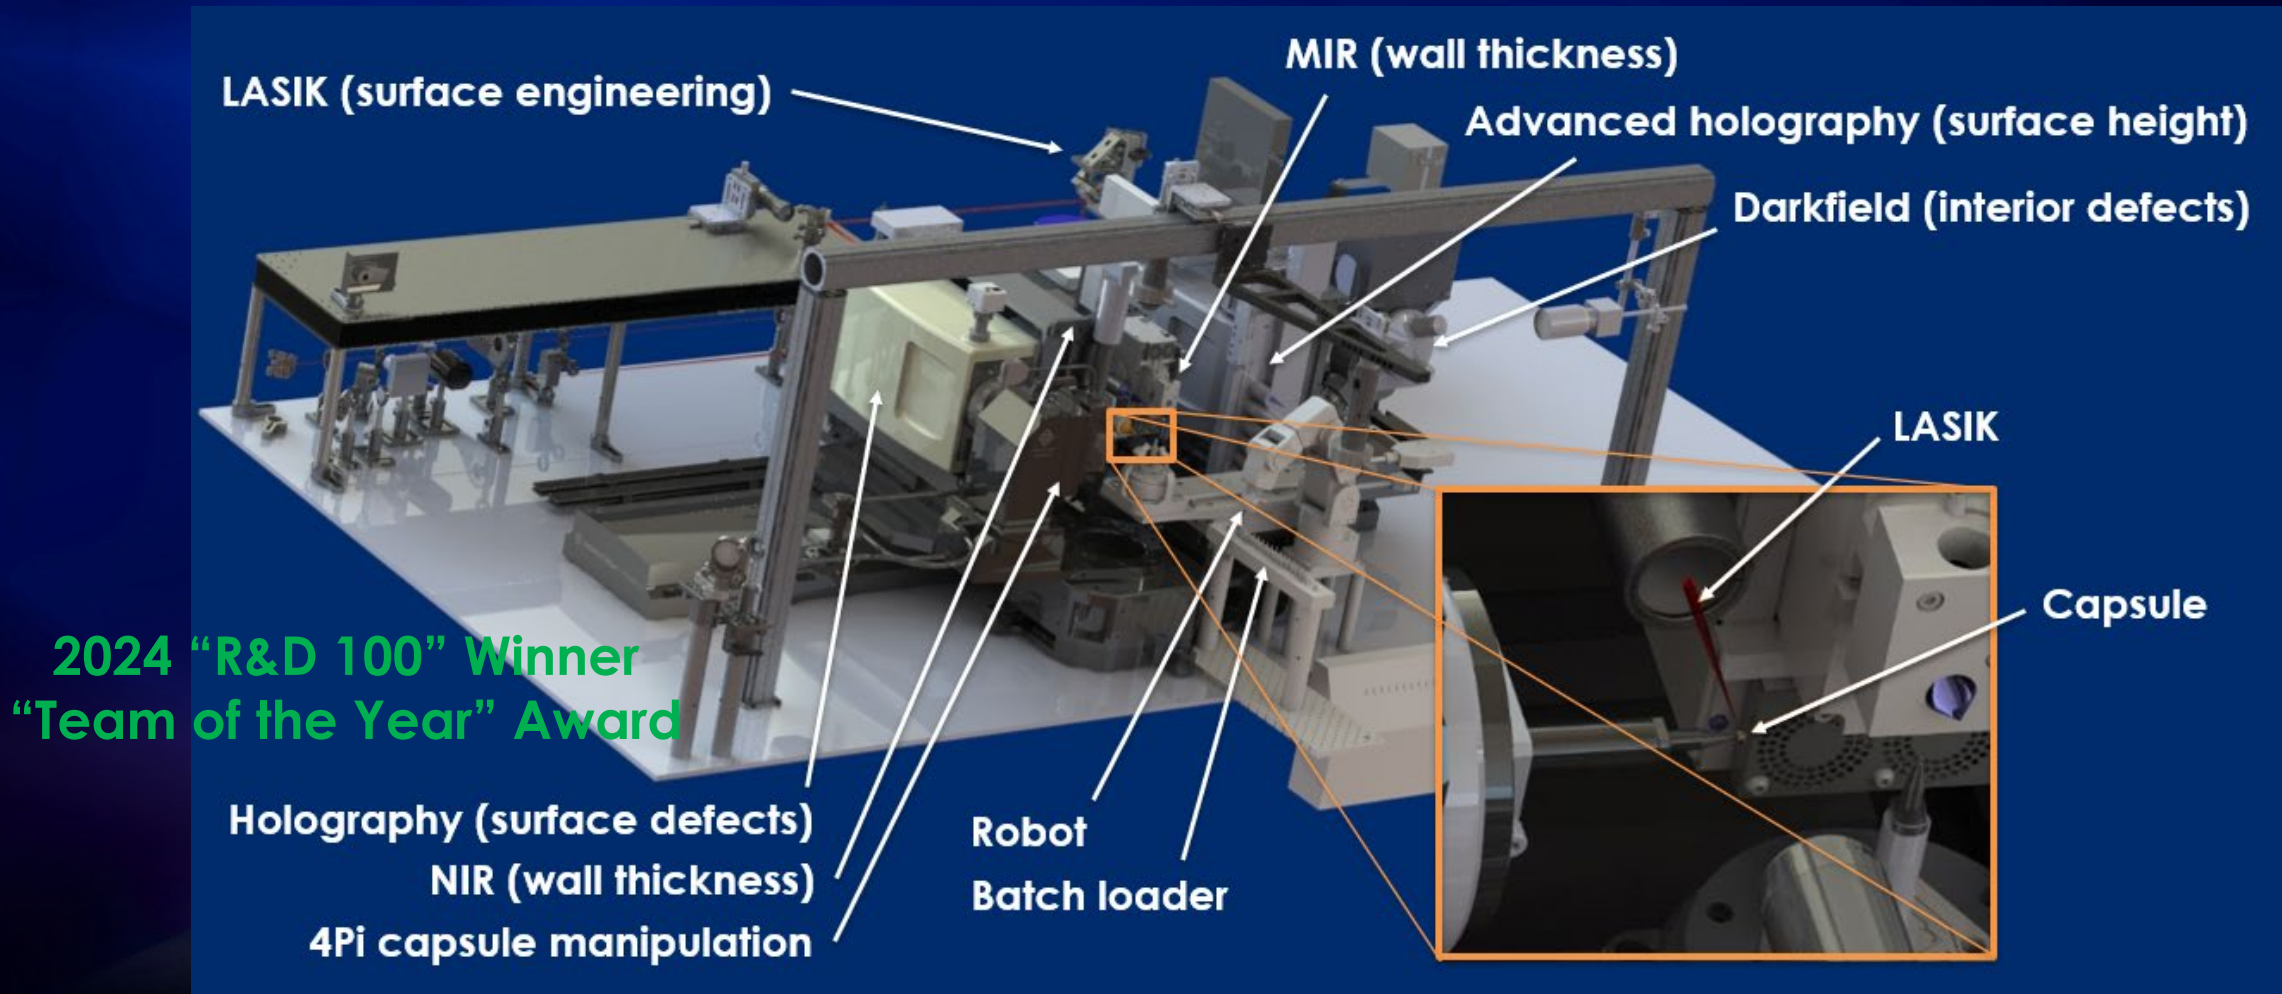 LASIK (surface engineering)
MIR (wall thickness)
Advanced holography (surface height)
Darkfield (interior defects)
LASIK
Capsule
2024 “R&D 100” Winner
“Team of the Year” Award
Holography (surface defects)
NIR (wall thickness)
4Pi capsule manipulation
Robot
Batch loader